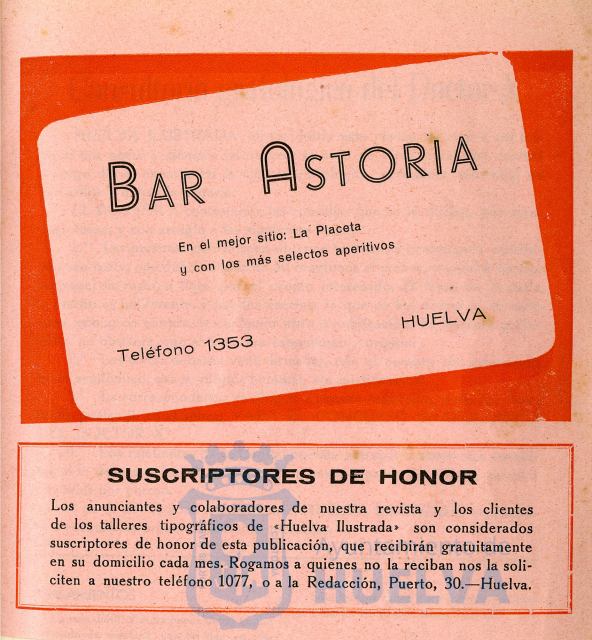 BAR ASTORIA
En el mejor sitio: La Placeta
y con los más selectos aperitivos
Teléfono 1353
HUELVA
SUSCRIPTORES DE HONOR
Los anunciantes y colaboradores de nuestra revista y los clientes
de los talleres tipográficos de «Huelva Ilustrada» son considerados
suscriptores de honor de esta publicación, que recibirán gratuitamente
en su domicilio cada mes. Rogamos a quienes no la reciban nos la soli-
citen a nuestro teléfono 1077, o a la Redacción, Puerto, 30.—Huelva.
HUELVA